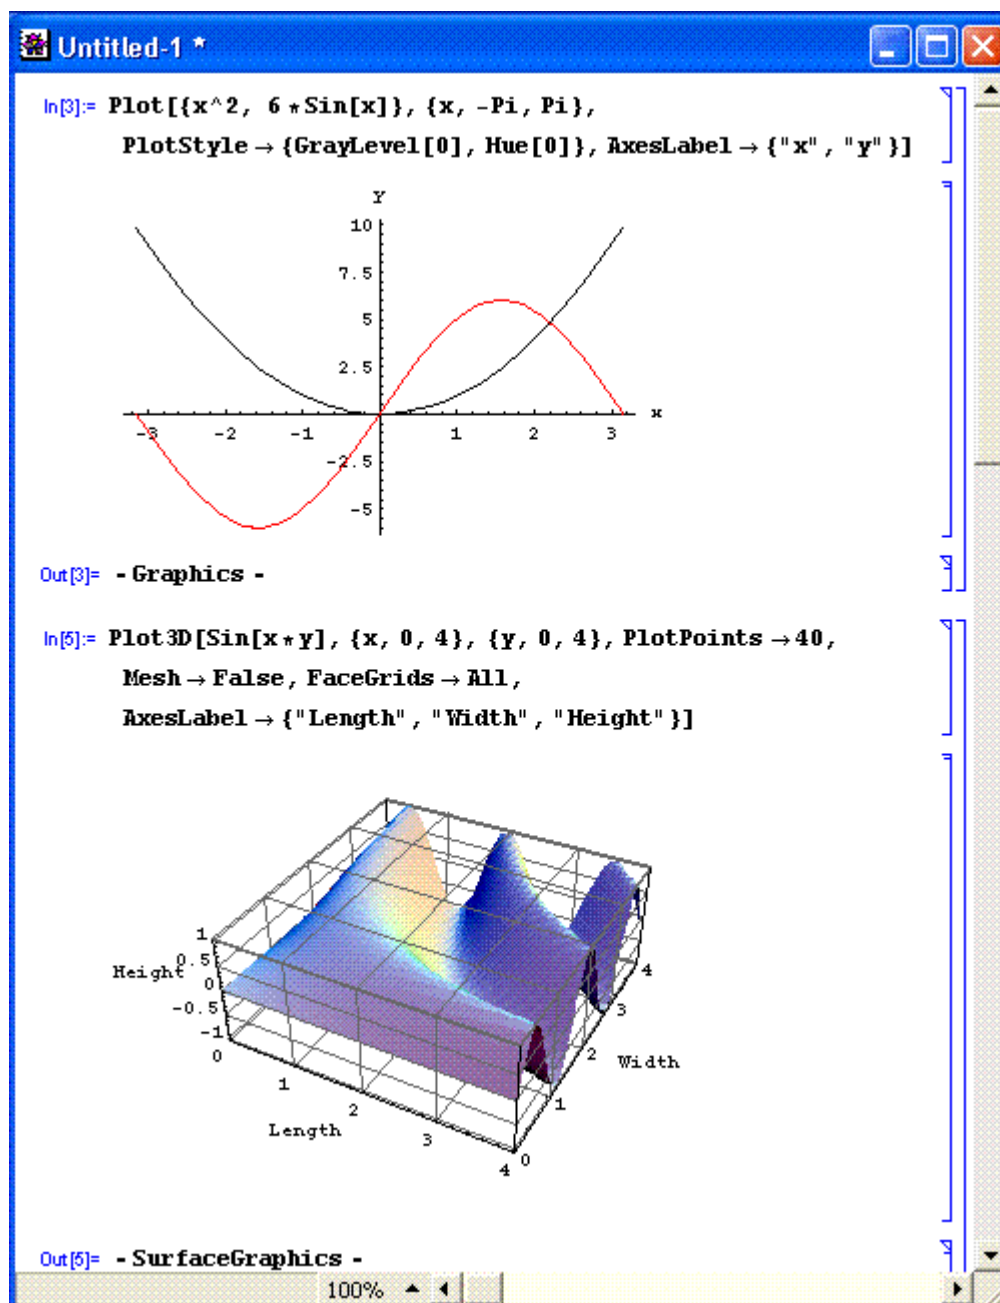 Untitled-1 *
In[3]:= Plot[{x^2, 6*Sin[x]}, {x, -Pi, Pi},
PlotStyle → {GrayLevel[0], Hue[0]}, AxesLabel → {"x", "y"}]
Y
10
7.5
5
2.5
x
-3 -2 -1 1 2 3
-2.5
-5
Out[3]= - Graphics -
In[5]:= Plot3D[Sin[x*y], {x, 0, 4}, {y, 0, 4}, PlotPoints → 40,
Mesh → False, FaceGrids → All,
AxesLabel → {"Length", "Width", "Height"}]
1
0.5
Height
0
-0.5
-1
0
1
2
3
4
Length
0
1
2
3
4
Width
Out[5]= - SurfaceGraphics -
100%